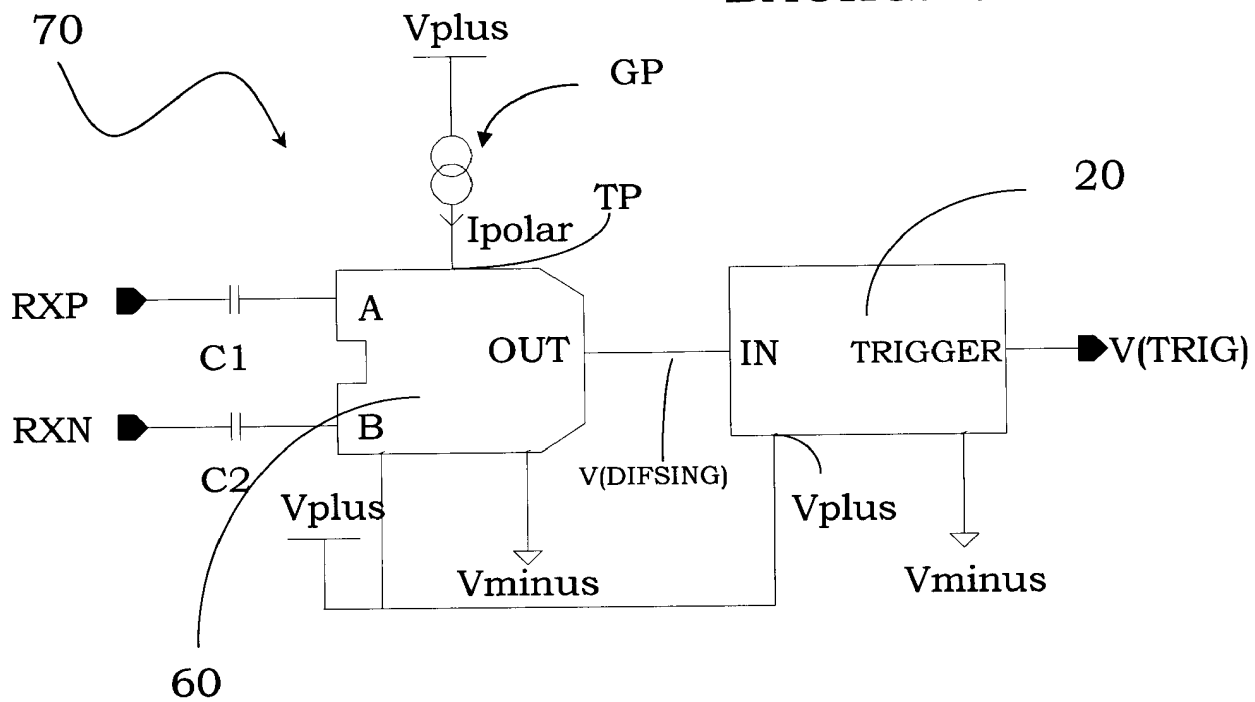 70
Vplus
GP
TP
20
Ipolar
RXP
A
C1
OUT
IN
TRIGGER
V(TRIG)
RXN
B
C2
V(DIFSING)
Vplus
Vplus
Vminus
Vminus
60